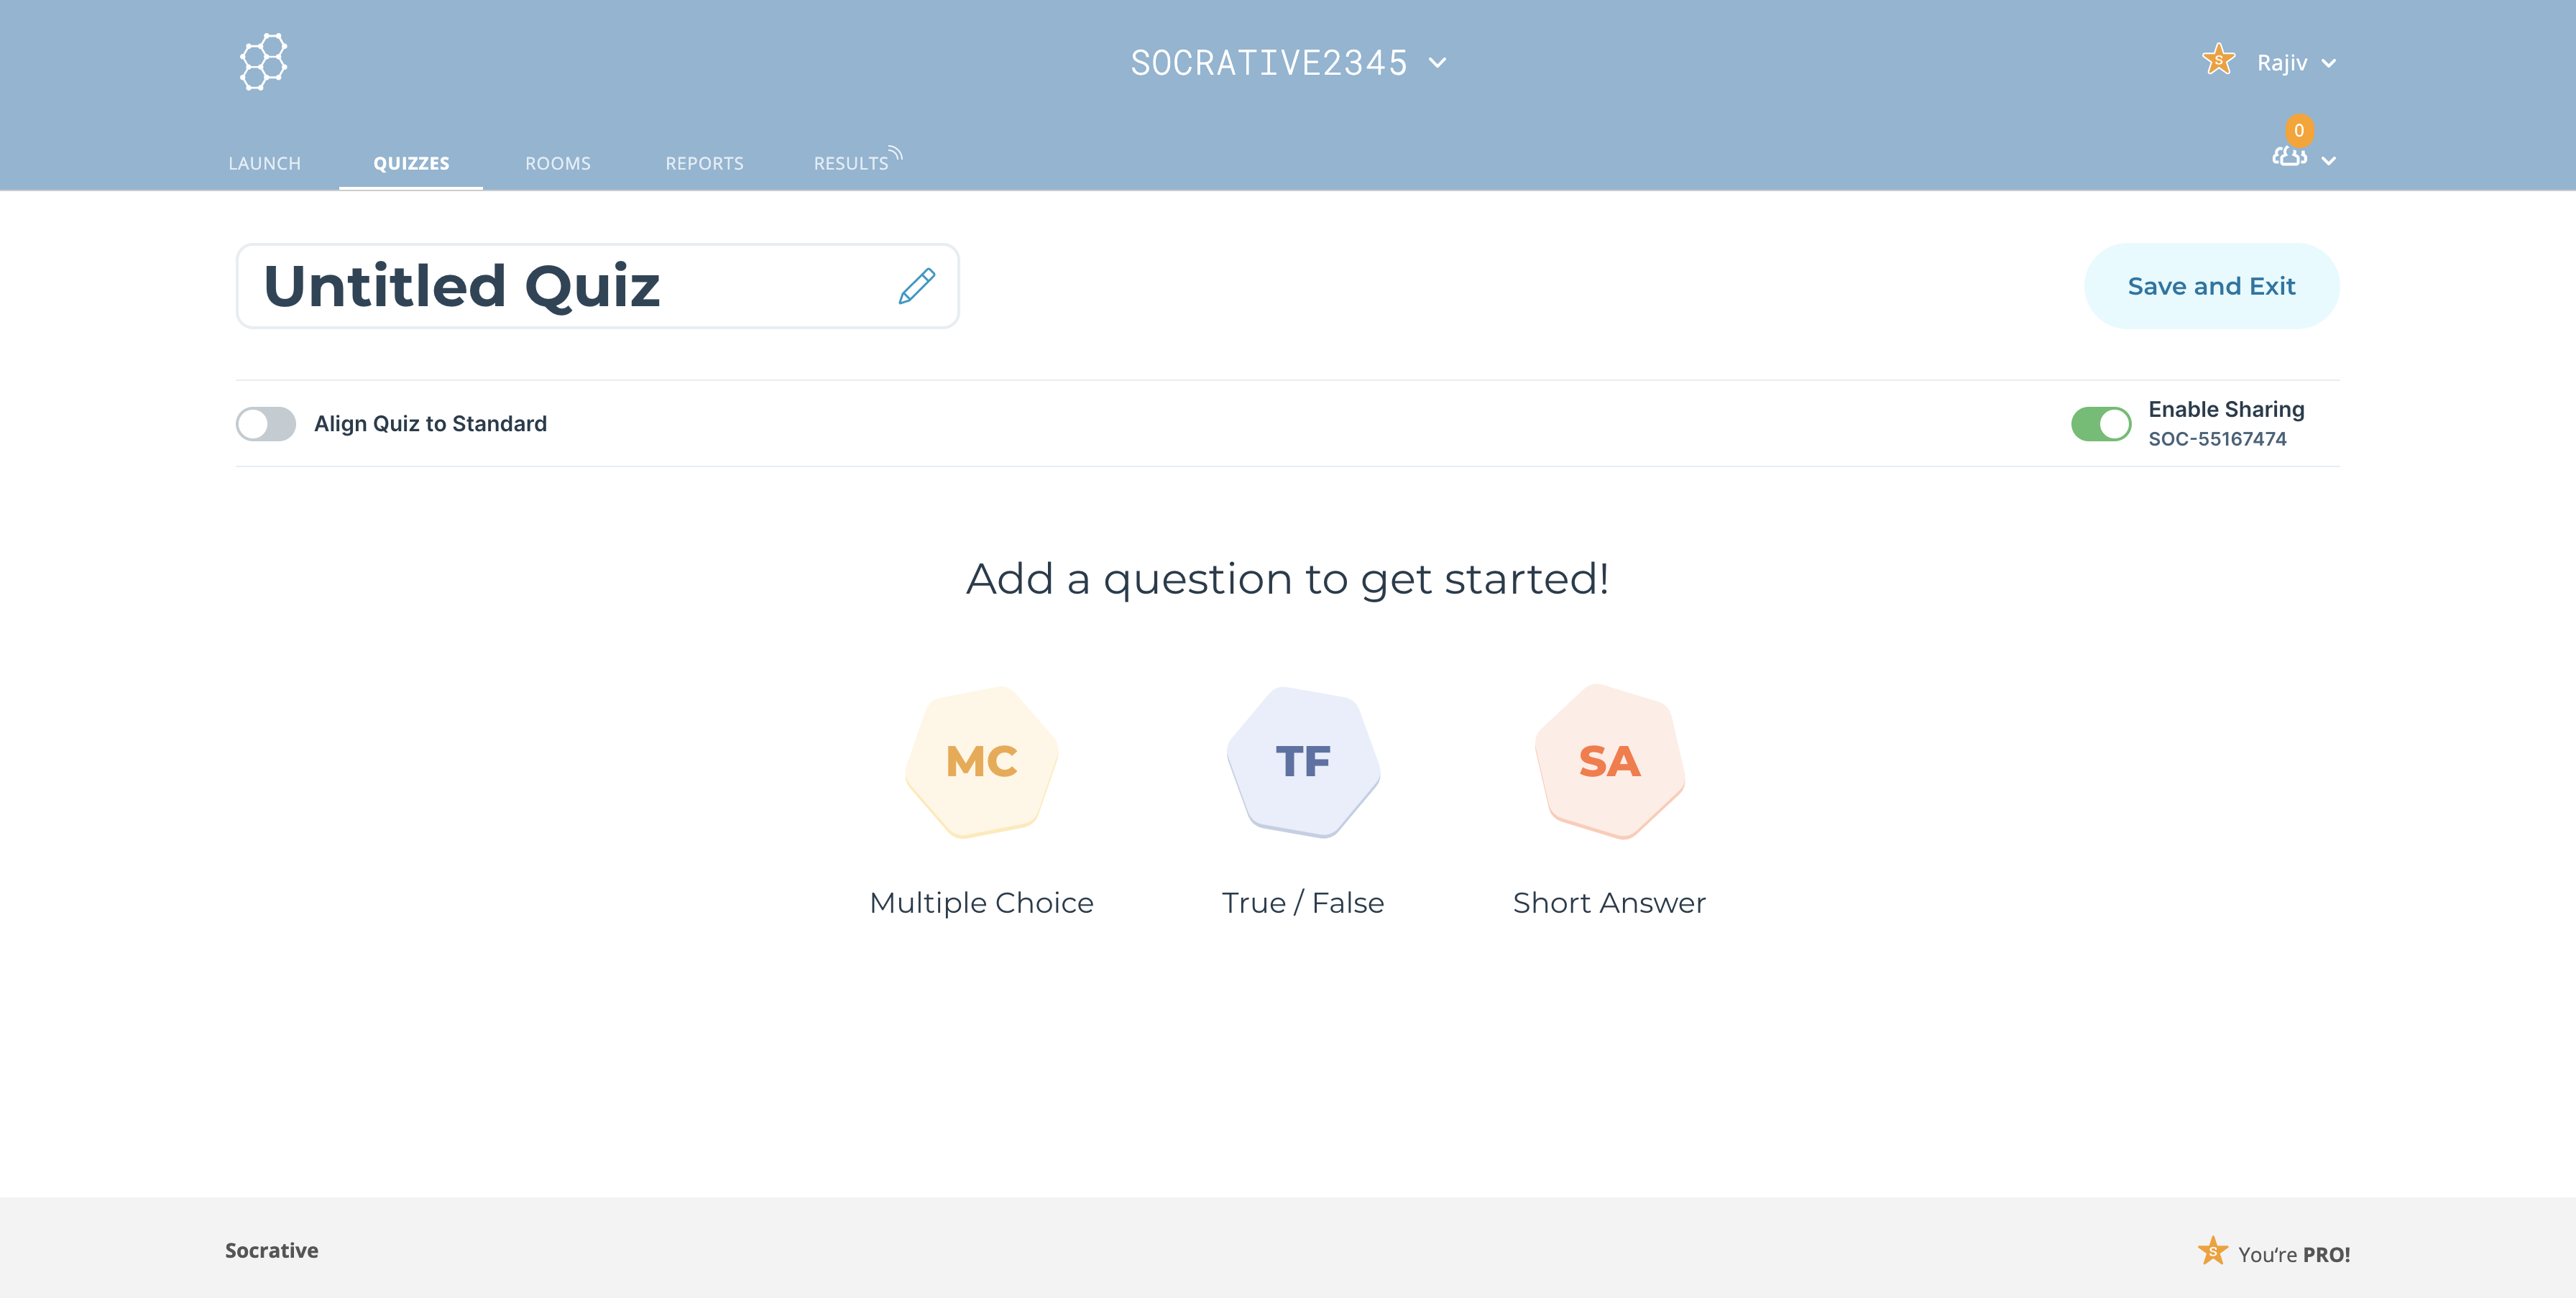 SOCRATIVE2345
S Rajiv
0
LAUNCH QUIZZES ROOMS REPORTS RESULTS
Untitled Quiz
Save and Exit
Align Quiz to Standard
Enable Sharing
SOC-55167474
Add a question to get started!
MC TF SA
Multiple Choice True / False Short Answer
Socrative
S You're PRO!